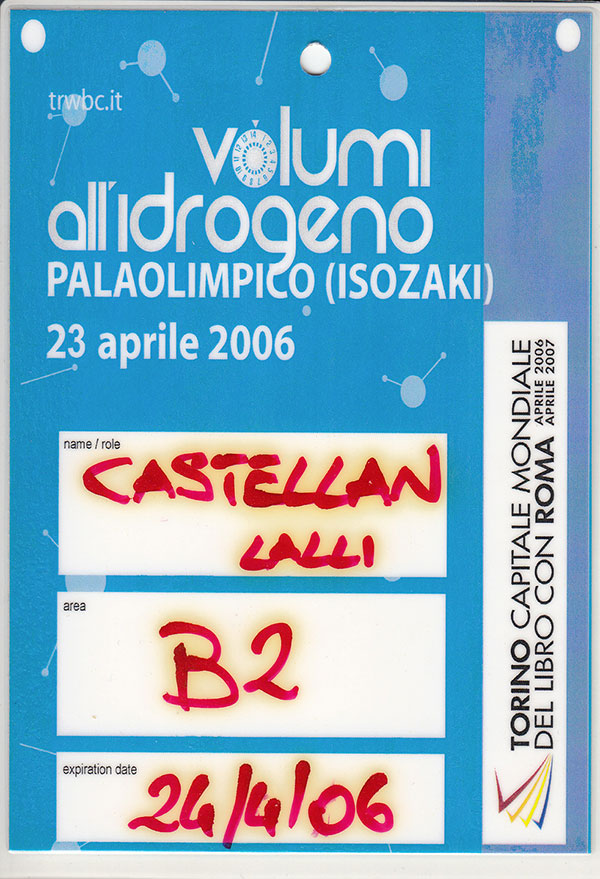 trwbc.it
volumi
all'idrogeno
PALAOLIMPICO (ISOZAKI)
23 aprile 2006
name / role
CASTELLAN
LALLI
area
B2
expiration date
24/4/06
TORINO CAPITALE MONDIALE
DEL LIBRO CON ROMA
APRILE 2006
APRILE 2007